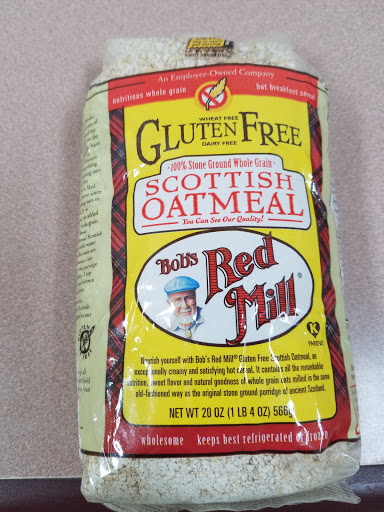 An Employee-Owned Company
nutritious whole grain
hot breakfast cereal
WHEAT FREE
GLUTEN FREE
DAIRY FREE
100% Stone Ground Whole Grain
SCOTTISH
OATMEAL
You Can See Our Quality!
Bob's
Red
Mill
K
PAREVE
Nourish yourself with Bob's Red Mill® Gluten Free Scottish Oatmeal, an
exceptionally creamy and satisfying hot cereal. It contains all the remarkable
nutrition, sweet flavor and natural goodness of whole grain oats milled in the same
old-fashioned way as the original stone ground porridge of ancient Scotland.
NET WT 20 OZ (1 LB 4 OZ) 566g
wholesome
keeps best refrigerated or frozen